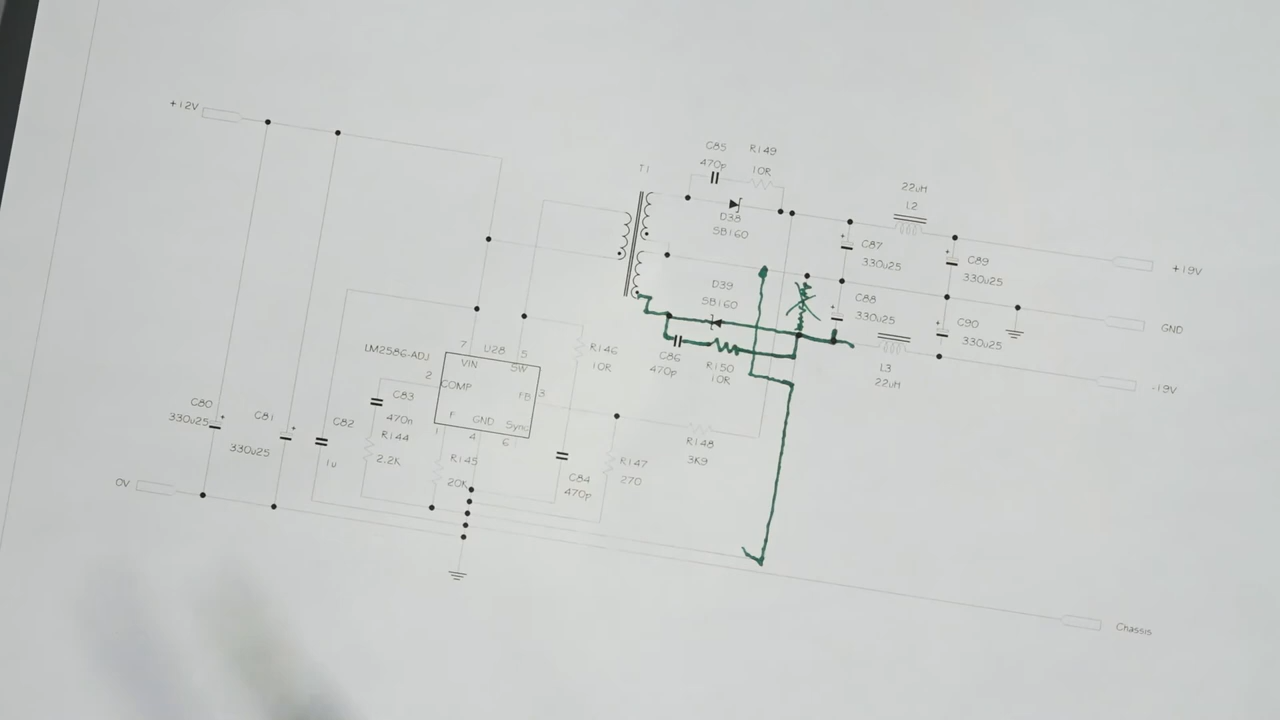 +12V
C85
R149
470p
10R
T1
22uH
L2
D38
SB160
C87
330u25
C89
330u25
+19V
D39
SB160
C88
330u25
C90
330u25
GND
-19V
L3
22uH
C86
470p
R150
10R
LM2586-ADJ
U28
7
VIN
5
SW
2
COMP
FB
3
F
GND
Sync
1
4
6
R146
10R
C83
470n
R144
2.2K
R145
20K
C80
330u25
C81
330u25
C82
1u
C84
470p
R147
270
R148
3K9
0V
Chassis